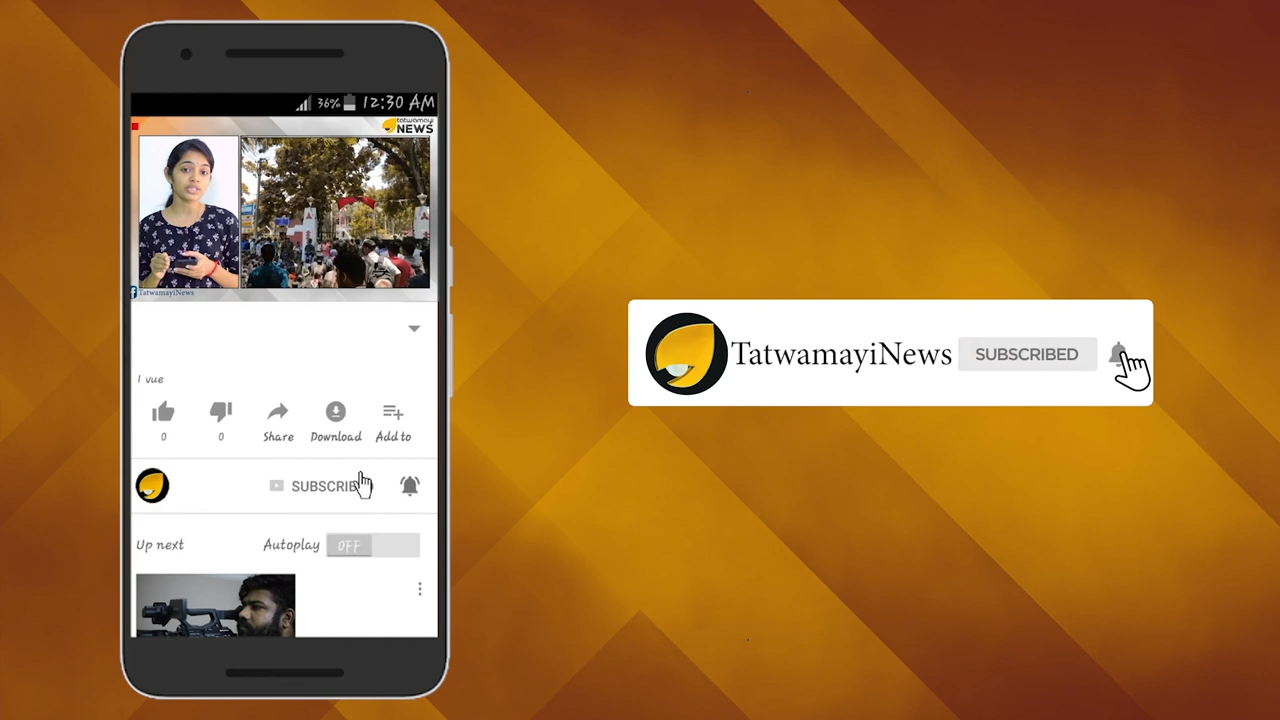 36% 12:30 AM
tatwamayi
NEWS
TatwamayiNews
1 vue
0 0 Share Download Add to
SUBSCRIB
Up next Autoplay OFF
TatwamayiNews SUBSCRIBED